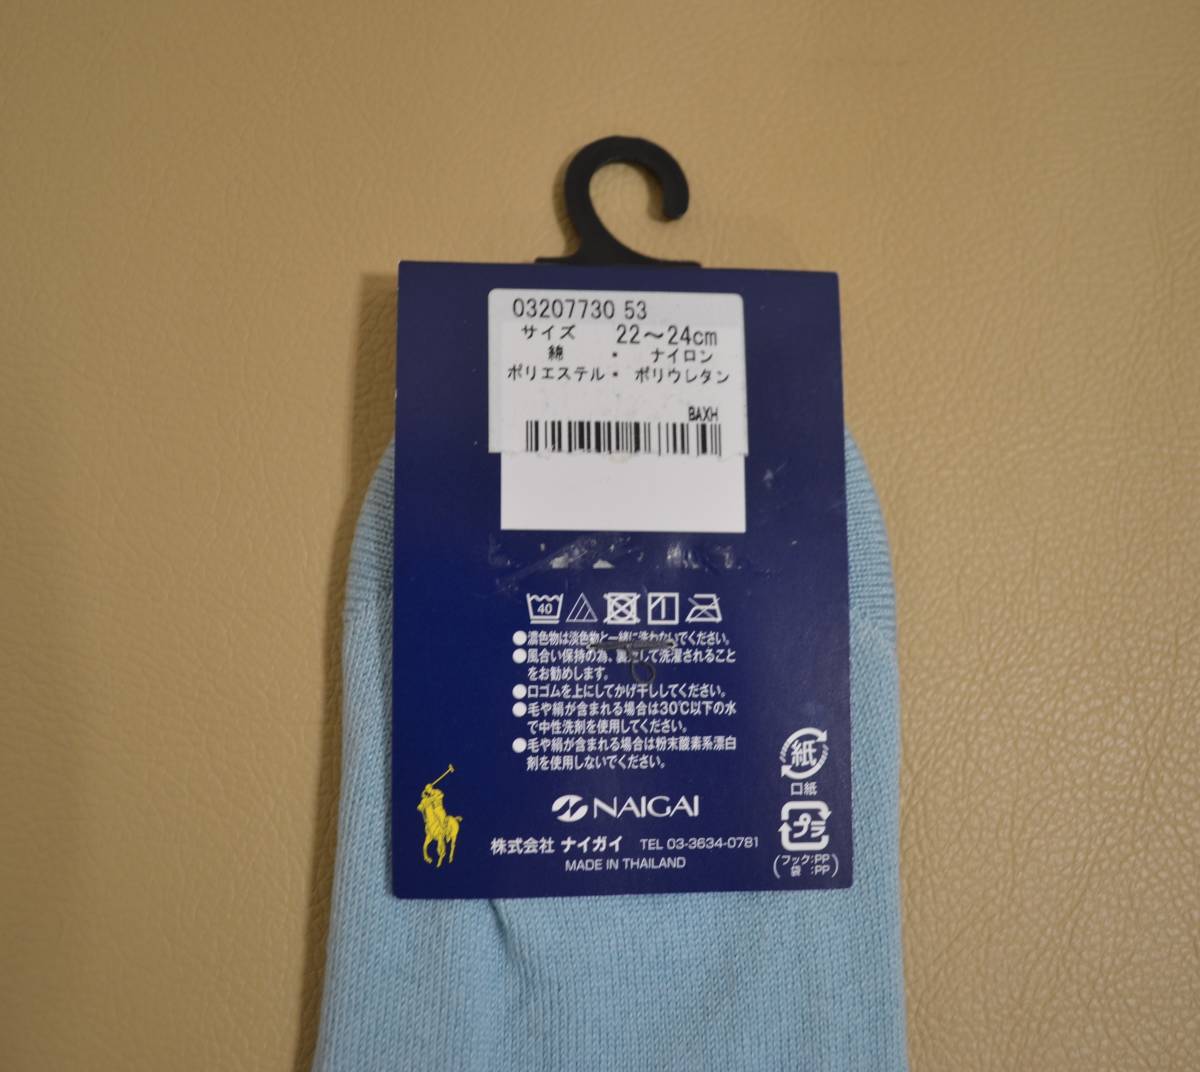 03207730 53
サイズ 22～24cm
綿 ・ ナイロン
ポリエステル・ ポリウレタン
BAXH
40
●濃色物は淡色物と一緒に洗わないでください。
●風合い保持の為、裏返して洗濯されること
をお勧めします。
●口ゴムを上にしてかげ干ししてください。
●毛や絹が含まれる場合は30℃以下の水
で中性洗剤を使用してください。
●毛や絹が含まれる場合は粉末酸素系漂白
剤を使用しないでください。
紙
口紙
プラ
(フック:PP
袋 :PP)
NAIGAI
株式会社 ナイガイ TEL 03-3634-0781
MADE IN THAILAND